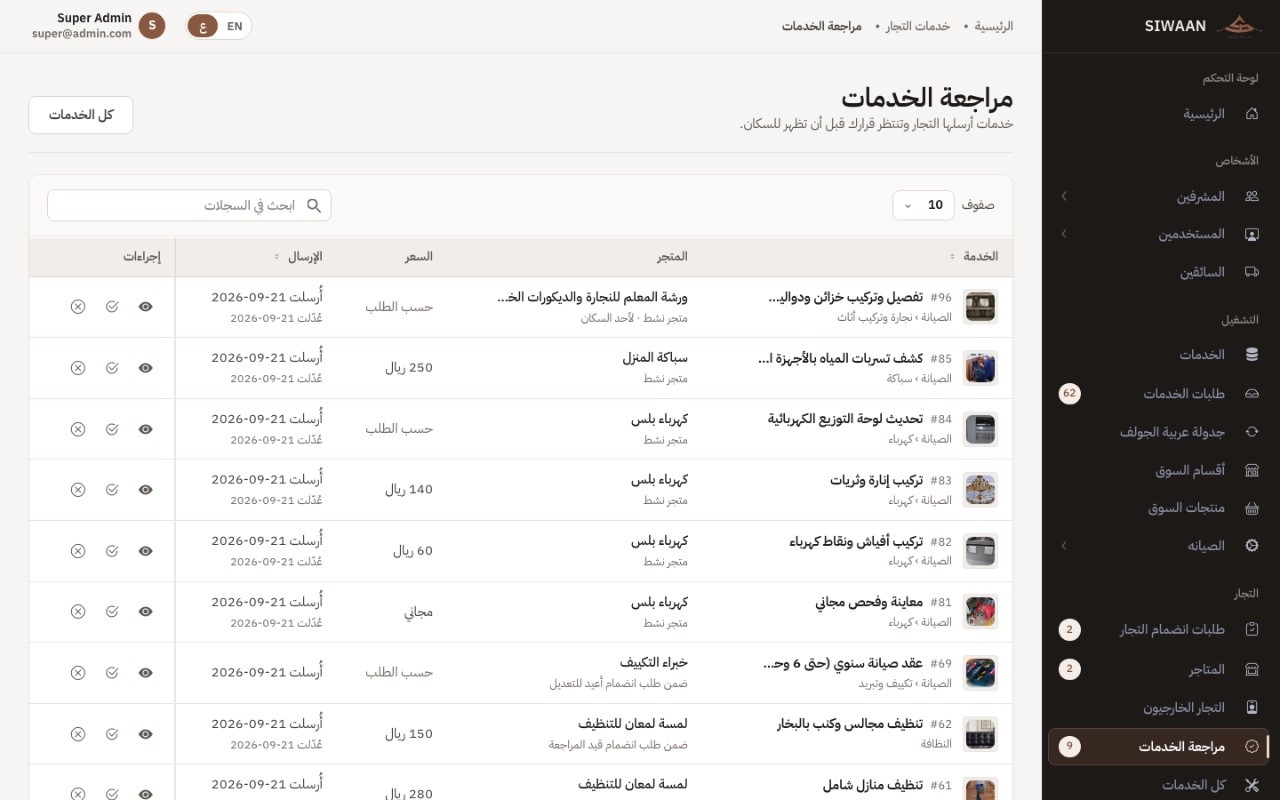 SIWAAN
لوحة التحكم
الرئيسية
الأشخاص
المشرفين
المستخدمين
السائقين
التشغيل
الخدمات
طلبات الخدمات 62
جدولة عربية الجولف
أقسام السوق
منتجات السوق
الصيانه
التجار
طلبات انضمام التجار 2
المتاجر 2
التجار الخارجيون
مراجعة الخدمات 9
كل الخدمات
الرئيسية • خدمات التجار • مراجعة الخدمات
EN ع
S
Super Admin
super@admin.com
مراجعة الخدمات
خدمات أرسلها التجار وتنتظر قرارك قبل أن تظهر للسكان.
كل الخدمات
صفوف 10
ابحث في السجلات
الخدمة المتجر السعر الإرسال إجراءات
#96 تفصيل وتركيب خزائن ودواليـ... ورشة المعلم للنجارة والديكورات الخـ... حسب الطلب أُرسلت 2026-09-21
الصيانة › نجارة وتركيب أثاث متجر نشط · لأحد السكان عُدّلت 2026-09-21
#85 كشف تسربات المياه بالأجهزة ا... سباكة المنزل 250 ريال أُرسلت 2026-09-21
الصيانة › سباكة متجر نشط عُدّلت 2026-09-21
#84 تحديث لوحة التوزيع الكهربائية كهرباء بلس حسب الطلب أُرسلت 2026-09-21
الصيانة › كهرباء متجر نشط عُدّلت 2026-09-21
#83 تركيب إنارة وثريات كهرباء بلس 140 ريال أُرسلت 2026-09-21
الصيانة › كهرباء متجر نشط عُدّلت 2026-09-21
#82 تركيب أفياش ونقاط كهرباء كهرباء بلس 60 ريال أُرسلت 2026-09-21
الصيانة › كهرباء متجر نشط عُدّلت 2026-09-21
#81 معاينة وفحص مجاني كهرباء بلس مجاني أُرسلت 2026-09-21
الصيانة › كهرباء متجر نشط عُدّلت 2026-09-21
#69 عقد صيانة سنوي (حتى 6 وحـ... خبراء التكييف حسب الطلب أُرسلت 2026-09-21
الصيانة › تكييف وتبريد ضمن طلب انضمام أعيد للتعديل
#62 تنظيف مجالس وكنب بالبخار لمسة لمعان للتنظيف 150 ريال أُرسلت 2026-09-21
النظافة ضمن طلب انضمام قيد المراجعة عُدّلت 2026-09-21
#61 تنظيف منازل شامل لمسة لمعان للتنظيف 280 ريال أُرسلت 2026-09-21